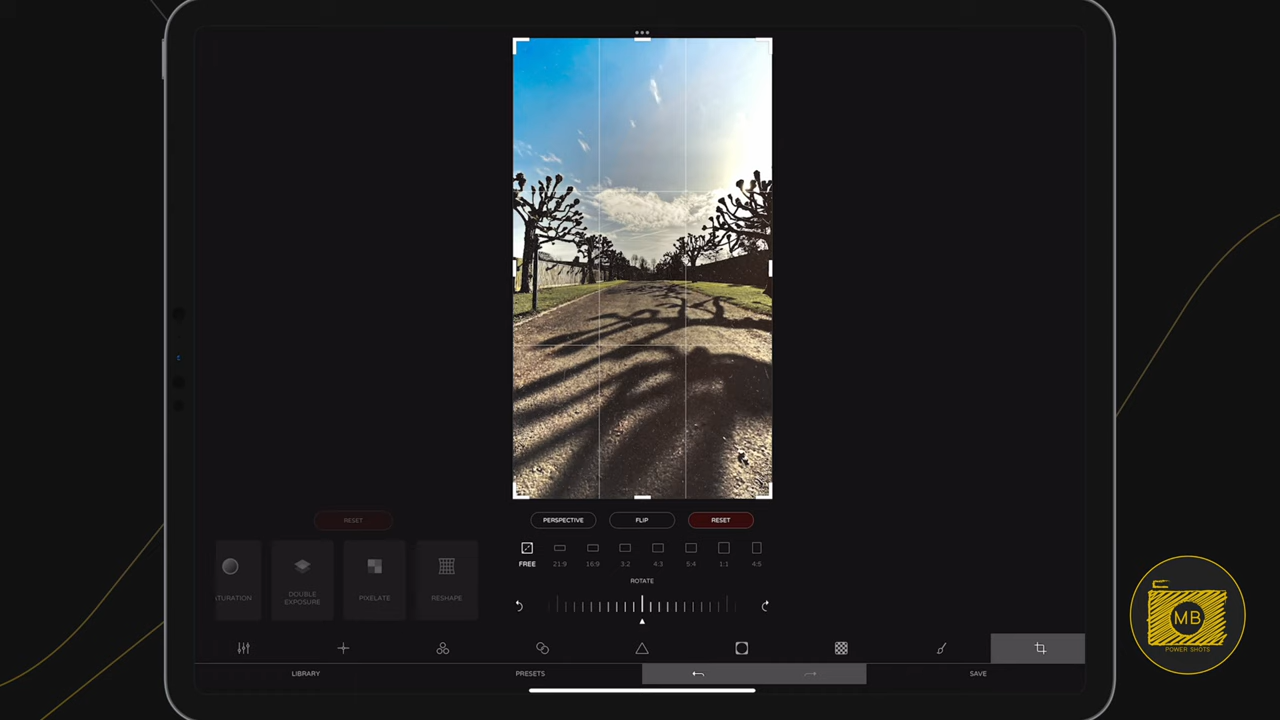 PERSPECTIVE
FLIP
RESET
RESET
FREE
21:9
16:9
3:2
4:3
5:4
1:1
4:5
ROTATE
TURATION
DOUBLE
EXPOSURE
PIXELATE
RESHAPE
LIBRARY
PRESETS
SAVE
MB
POWER SHOTS